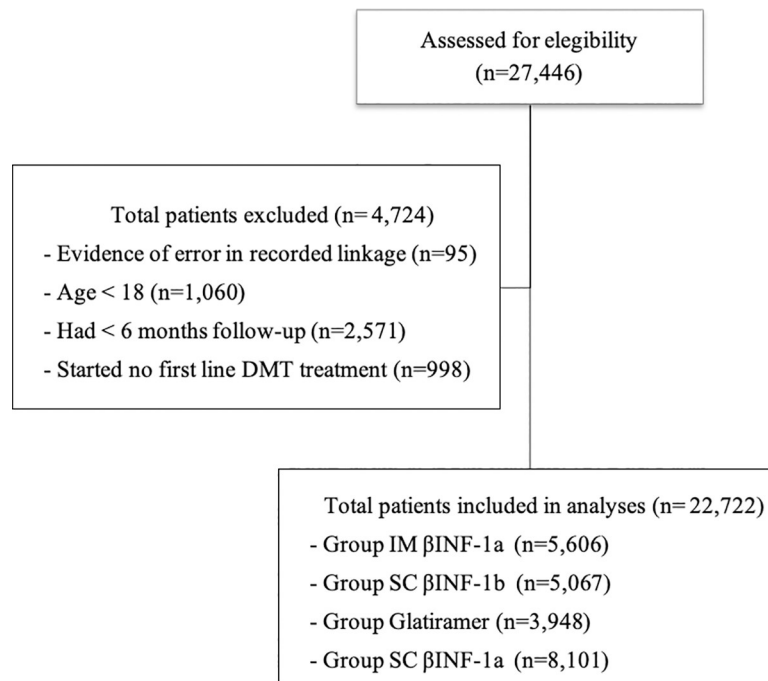 Assessed for elegibility
(n=27,446)
Total patients excluded (n=4,724)
- Evidence of error in recorded linkage (n=95)
- Age < 18 (n=1,060)
- Had < 6 months follow-up (n=2,571)
- Started no first line DMT treatment (n=998)
Total patients included in analyses (n=22,722)
- Group IM βINF-1a (n=5,606)
- Group SC βINF-1b (n=5,067)
- Group Glatiramer (n=3,948)
- Group SC βINF-1a (n=8,101)